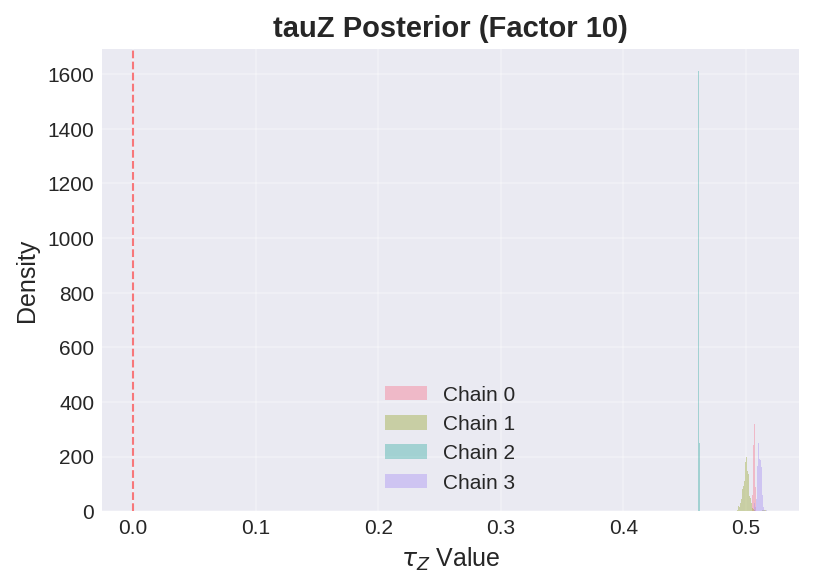 tauZ Posterior (Factor 10)
Density
1600
1400
1200
1000
800
600
400
200
0
Chain 0
Chain 1
Chain 2
Chain 3
0.0 0.1 0.2 0.3 0.4 0.5
τ_Z Value